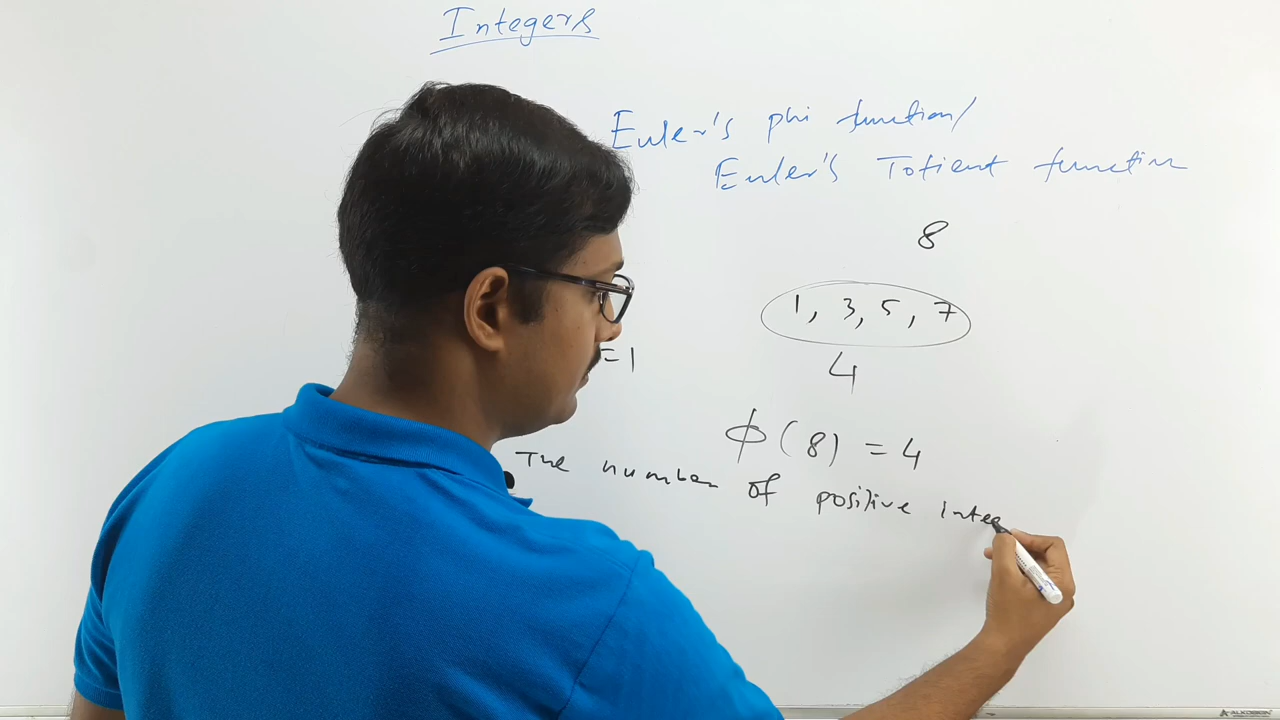 Integers
Euler's phi function/
Euler's Totient function
8
1, 3, 5, 7
=1
4
ϕ(8) = 4
The number of positive intege